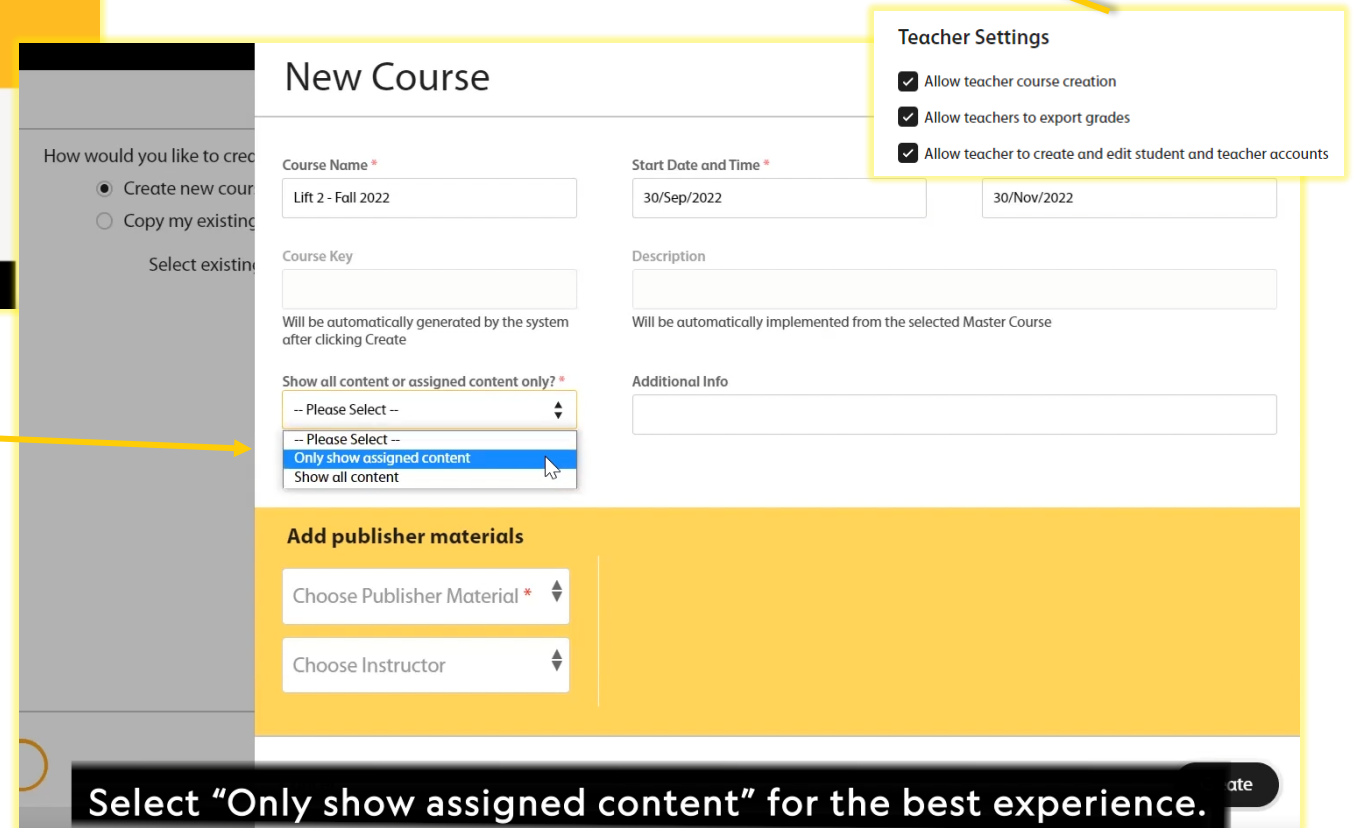 Teacher Settings
Allow teacher course creation
Allow teachers to export grades
Allow teacher to create and edit student and teacher accounts
New Course
How would you like to
Create new
Copy my existing
Select
Course Name *
Lift 2 - Fall 2022
Start Date and Time *
30/Sep/2022
30/Nov/2022
Course Key
Will be automatically generated by the system
after clicking Create
Description
Will be automatically implemented from the selected Master Course
Show all content or assigned content only? *
-- Please Select --
-- Please Select --
Only show assigned content
Show all content
Additional Info
Add publisher materials
Choose Publisher Material *
Choose Instructor
Select “Only show assigned content” for the best experience.